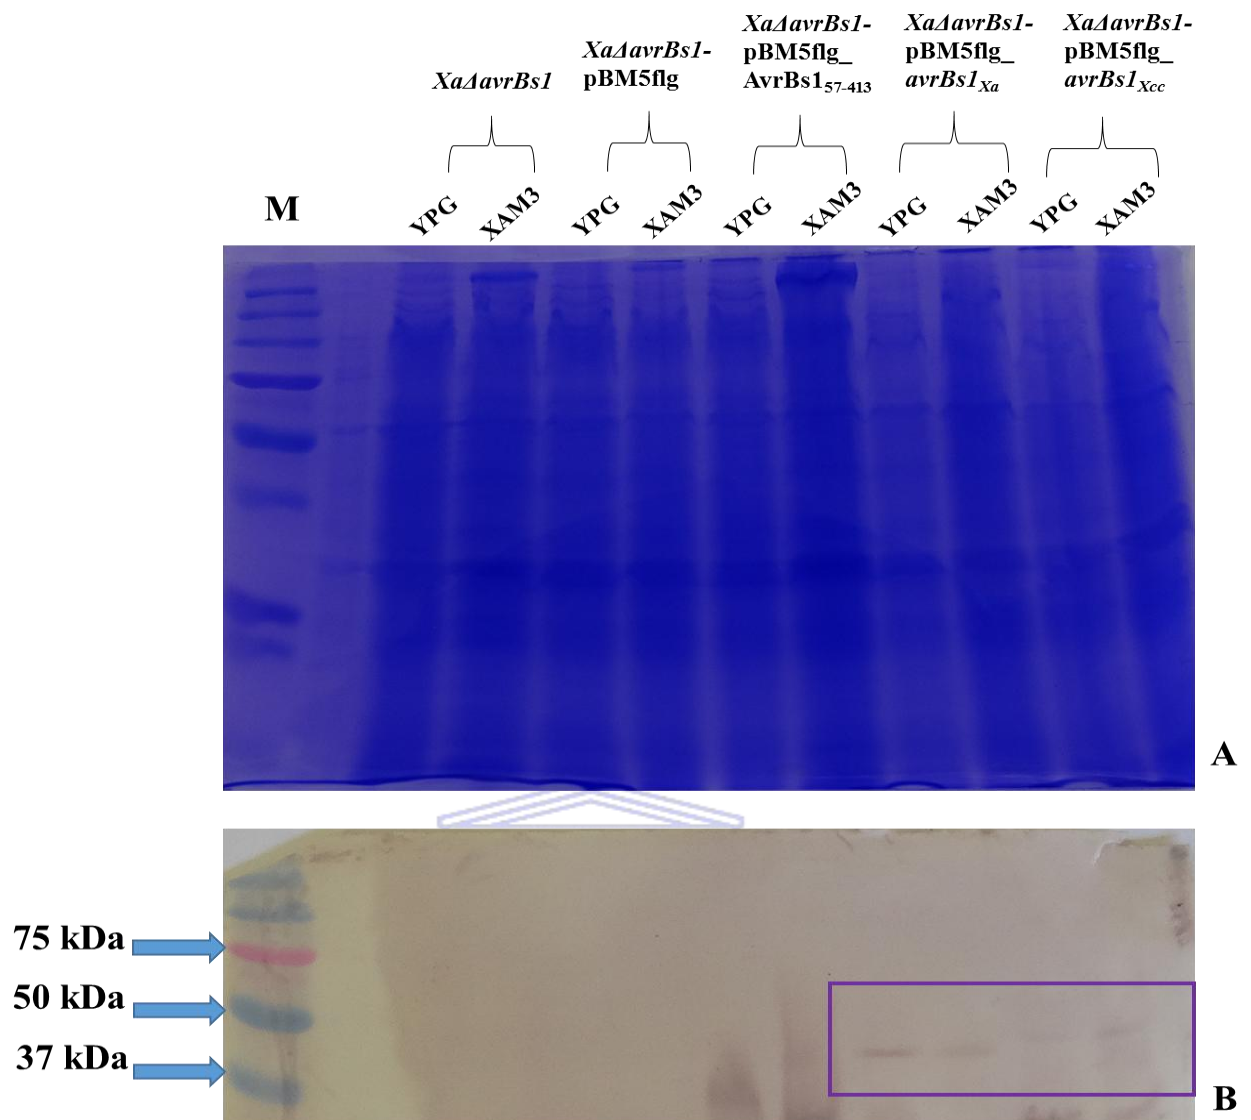 XaΔavrBs1
XaΔavrBs1-
pBM5flg
XaΔavrBs1-
pBM5flg_
AvrBs1₅₇₋₄₁₃
XaΔavrBs1-
pBM5flg_
avrBs1Xa
XaΔavrBs1-
pBM5flg_
avrBs1Xcc
M
YPG
XAM3
YPG
XAM3
YPG
XAM3
YPG
XAM3
YPG
XAM3
A
75 kDa
50 kDa
37 kDa
B